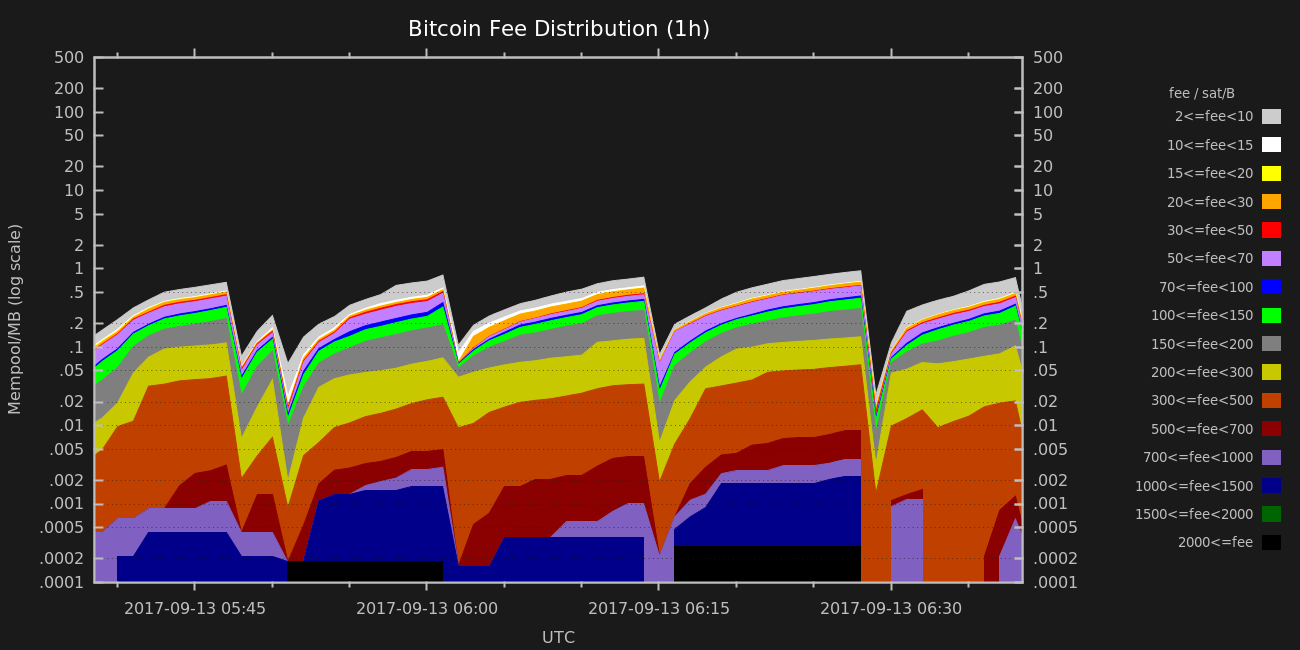 Bitcoin Fee Distribution (1h)
Mempool/MB (log scale)
500
200
100
50
20
10
5
2
1
.5
.2
.1
.05
.02
.01
.005
.002
.001
.0005
.0002
.0001
500
200
100
50
20
10
5
2
1
.5
.2
.1
.05
.02
.01
.005
.002
.001
.0005
.0002
.0001
2017-09-13 05:45 2017-09-13 06:00 2017-09-13 06:15 2017-09-13 06:30
UTC
fee / sat/B
2<=fee<10
10<=fee<15
15<=fee<20
20<=fee<30
30<=fee<50
50<=fee<70
70<=fee<100
100<=fee<150
150<=fee<200
200<=fee<300
300<=fee<500
500<=fee<700
700<=fee<1000
1000<=fee<1500
1500<=fee<2000
2000<=fee